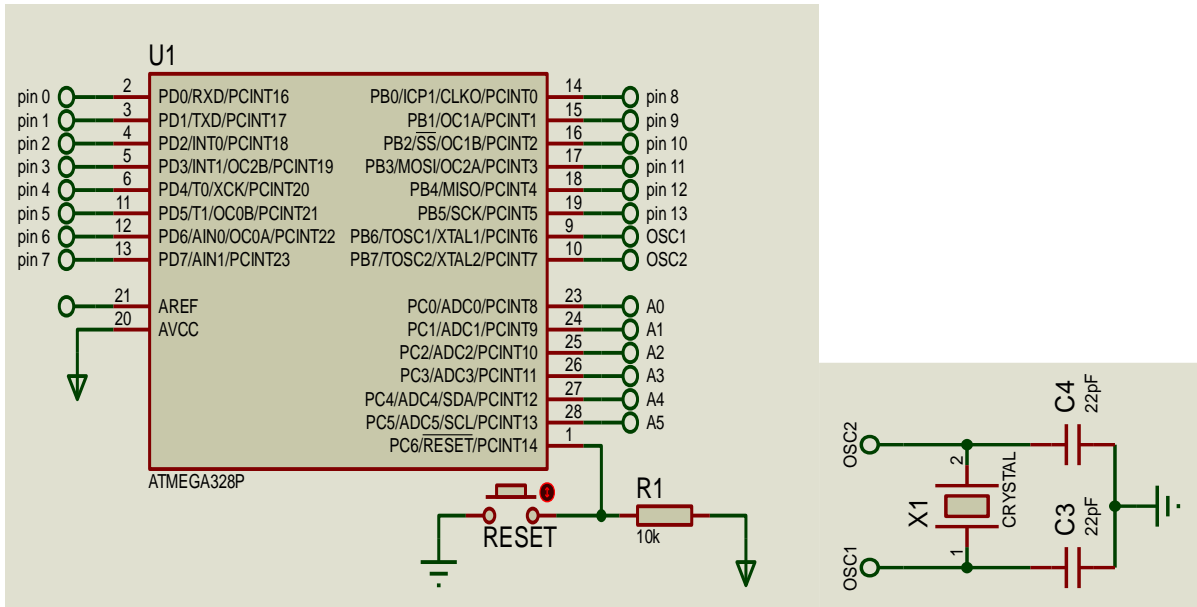 U1
pin 0 2 PD0/RXD/PCINT16 PB0/ICP1/CLKO/PCINT0 14 pin 8
pin 1 3 PD1/TXD/PCINT17 PB1/OC1A/PCINT1 15 pin 9
pin 2 4 PD2/INT0/PCINT18 PB2/SS/OC1B/PCINT2 16 pin 10
pin 3 5 PD3/INT1/OC2B/PCINT19 PB3/MOSI/OC2A/PCINT3 17 pin 11
pin 4 6 PD4/T0/XCK/PCINT20 PB4/MISO/PCINT4 18 pin 12
pin 5 11 PD5/T1/OC0B/PCINT21 PB5/SCK/PCINT5 19 pin 13
pin 6 12 PD6/AIN0/OC0A/PCINT22 PB6/TOSC1/XTAL1/PCINT6 9 OSC1
pin 7 13 PD7/AIN1/PCINT23 PB7/TOSC2/XTAL2/PCINT7 10 OSC2
21 AREF PC0/ADC0/PCINT8 23 A0
20 AVCC PC1/ADC1/PCINT9 24 A1
PC2/ADC2/PCINT10 25 A2
PC3/ADC3/PCINT11 26 A3
PC4/ADC4/SDA/PCINT12 27 A4
PC5/ADC5/SCL/PCINT13 28 A5
PC6/RESET/PCINT14 1
ATMEGA328P
RESET
R1
10k
OSC2
OSC1
X1
2
1
CRYSTAL
C4
22pF
C3
22pF